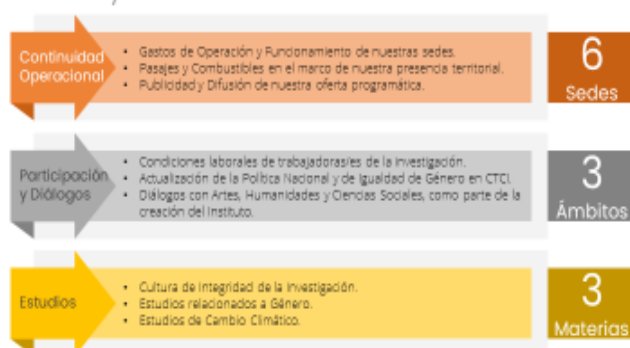 Continuidad
Operacional
• Gastos de Operación y Funcionamiento de nuestras sedes.
• Pasajes y Combustibles en el marco de nuestra presencia territorial.
• Publicidad y Difusión de nuestra oferta programática.
6
Sedes
Participación
y Diálogos
• Condiciones laborales de trabajadoras/es de la investigación.
• Actualización de la Política Nacional y de Igualdad de Género en CTCI.
• Diálogos con Artes, Humanidades y Ciencias Sociales, como parte de la
creación del Instituto.
3
Ámbitos
Estudios
• Cultura de Integridad de la Investigación.
• Estudios relacionados a Género.
• Estudios de Cambio Climático.
3
Materias